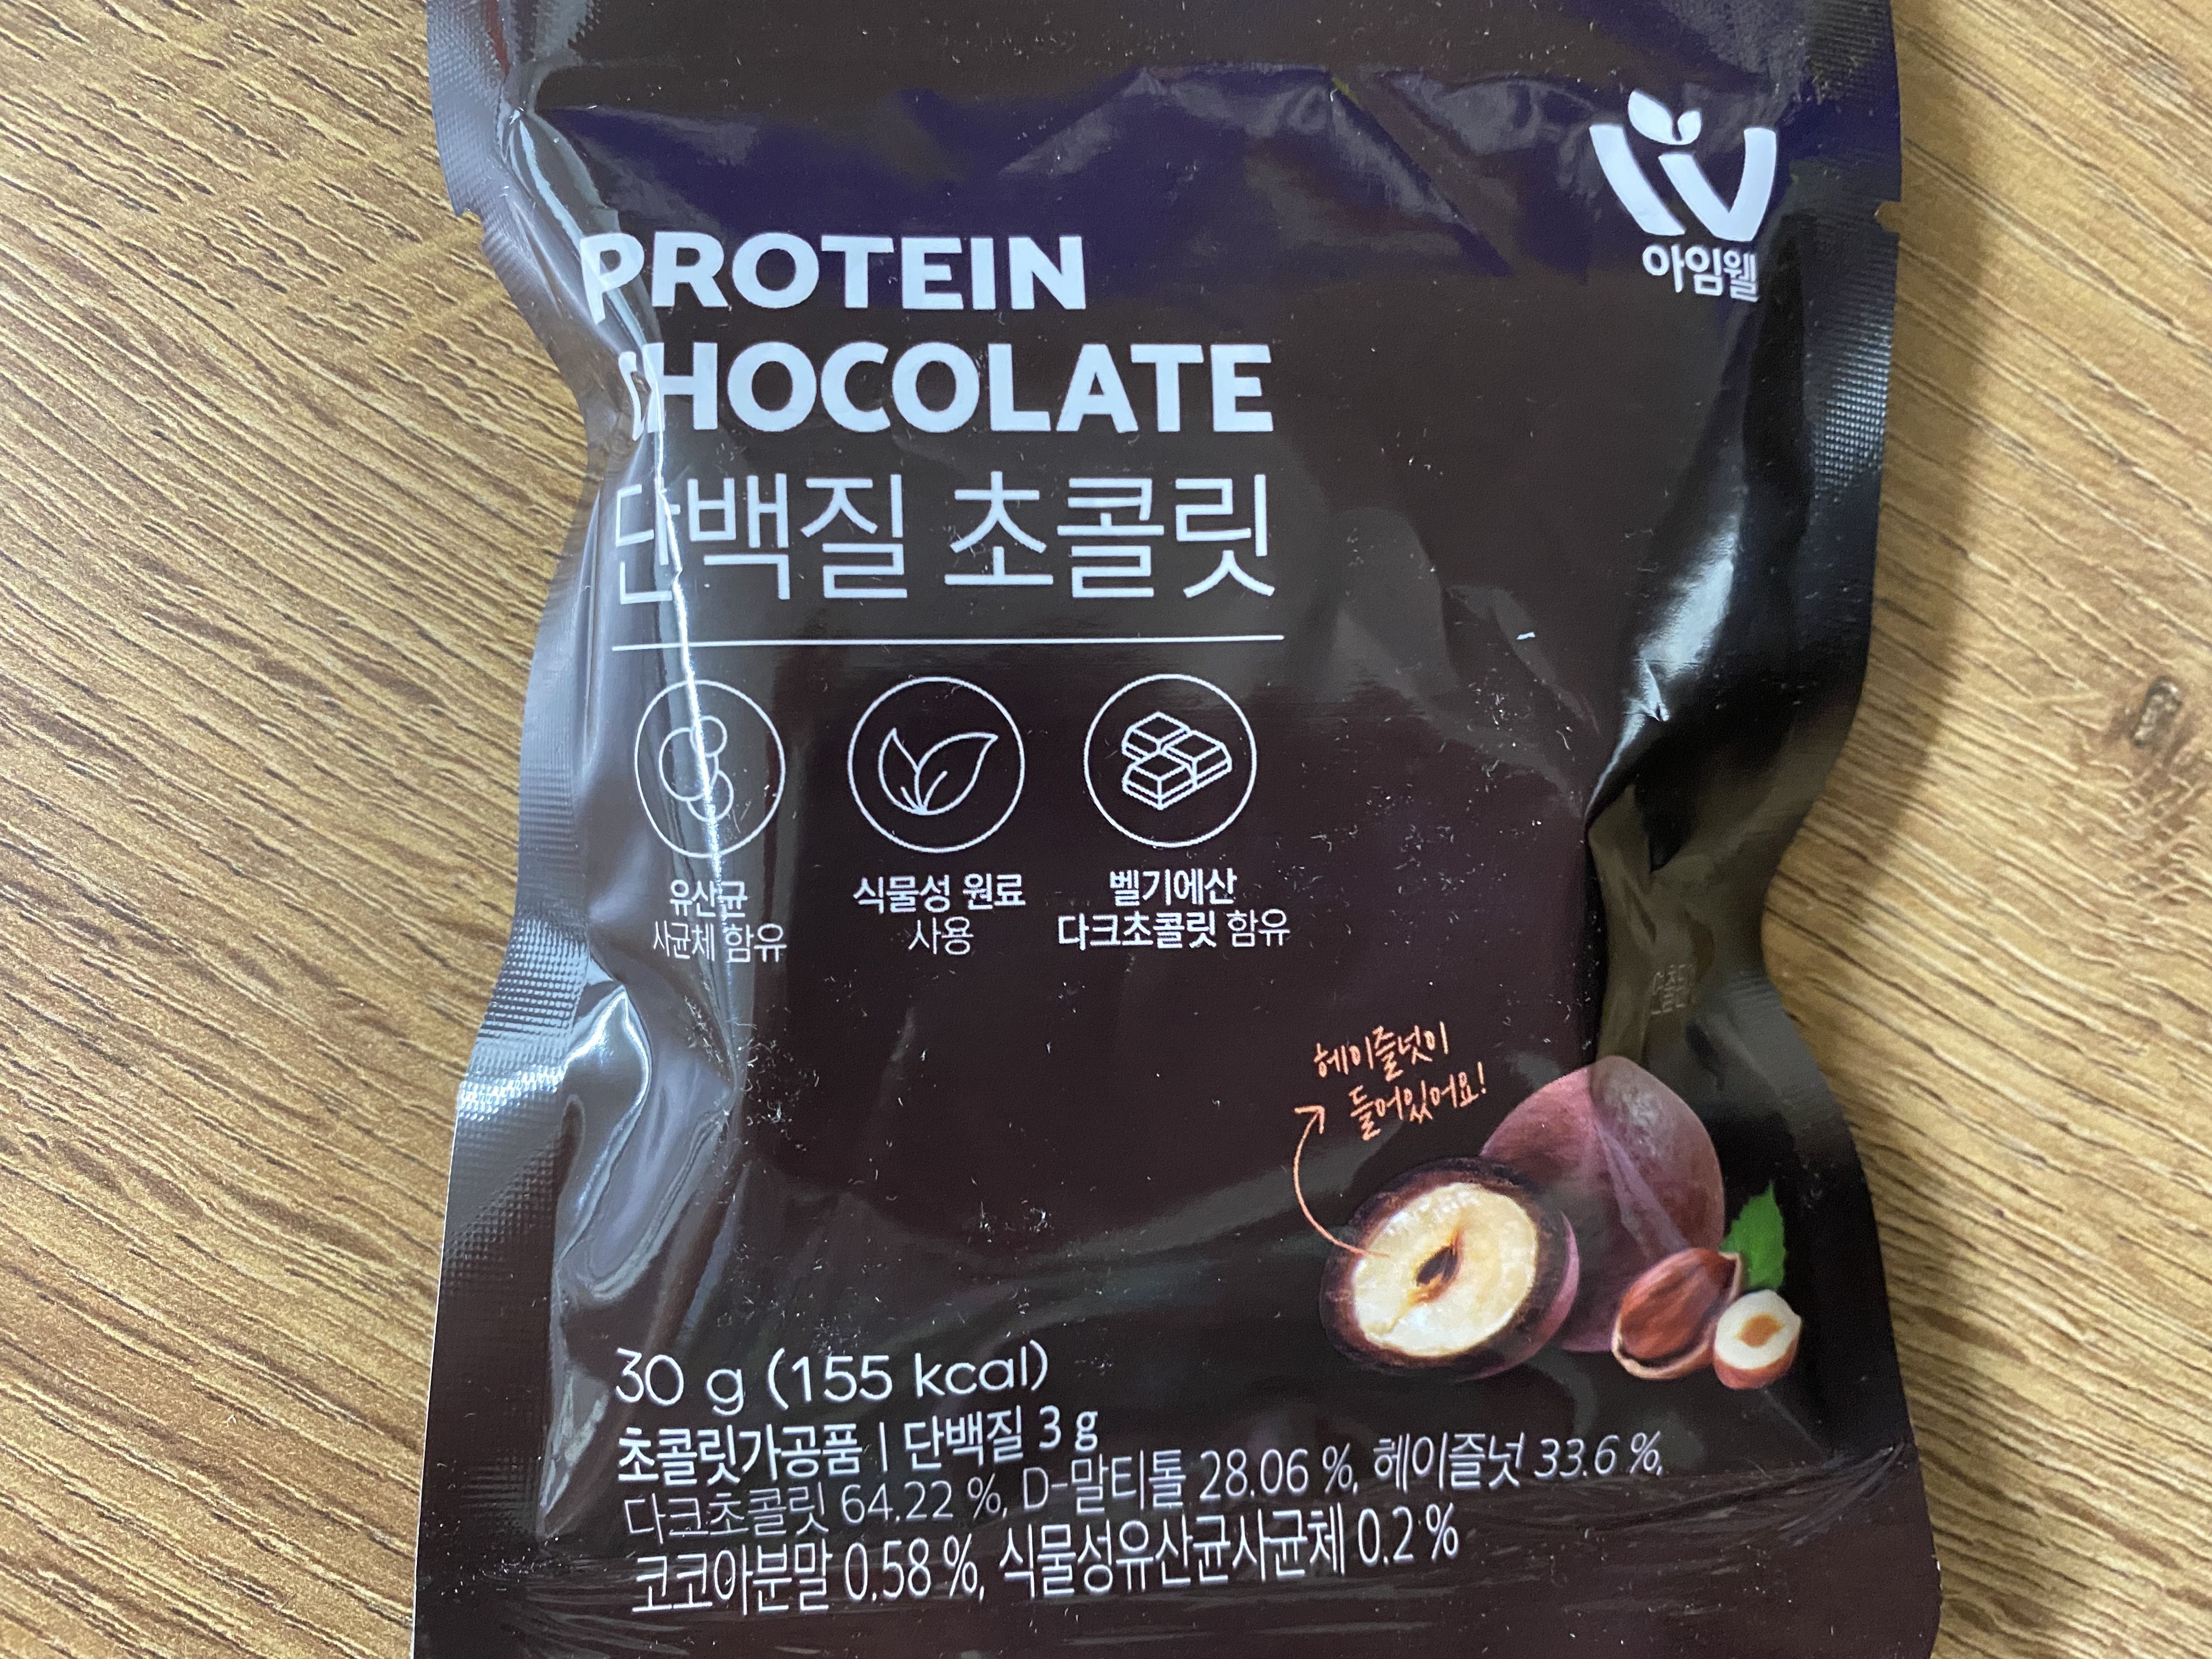 아임웰
PROTEIN
CHOCOLATE
단백질 초콜릿
유산균
사균체 함유
식물성 원료
사용
벨기에산
다크초콜릿 함유
헤이즐넛이
들어있어요!
30 g (155 kcal)
초콜릿가공품 | 단백질 3 g
다크초콜릿 64.22 %, D-말티톨 28.06 %, 헤이즐넛 33.6 %,
코코아분말 0.58 %, 식물성유산균사균체 0.2 %